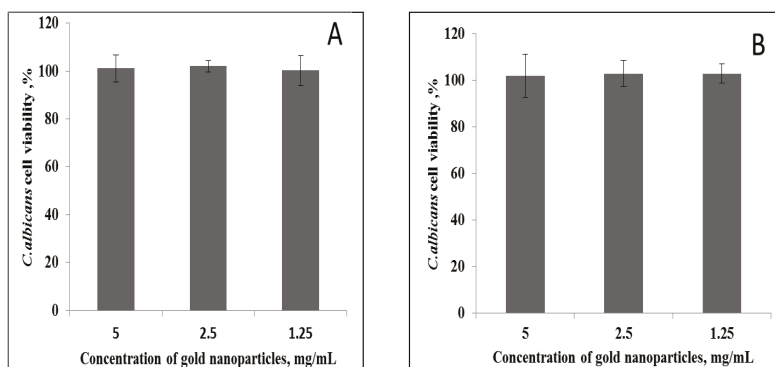 A
120
100
80
60
40
20
0
C.albicans cell viability ,%
5 2.5 1.25
Concentration of gold nanoparticles, mg/mL
B
120
100
80
60
40
20
0
C.albicans cell viability ,%
5 2.5 1.25
Concentration of gold nanoparticles, mg/mL